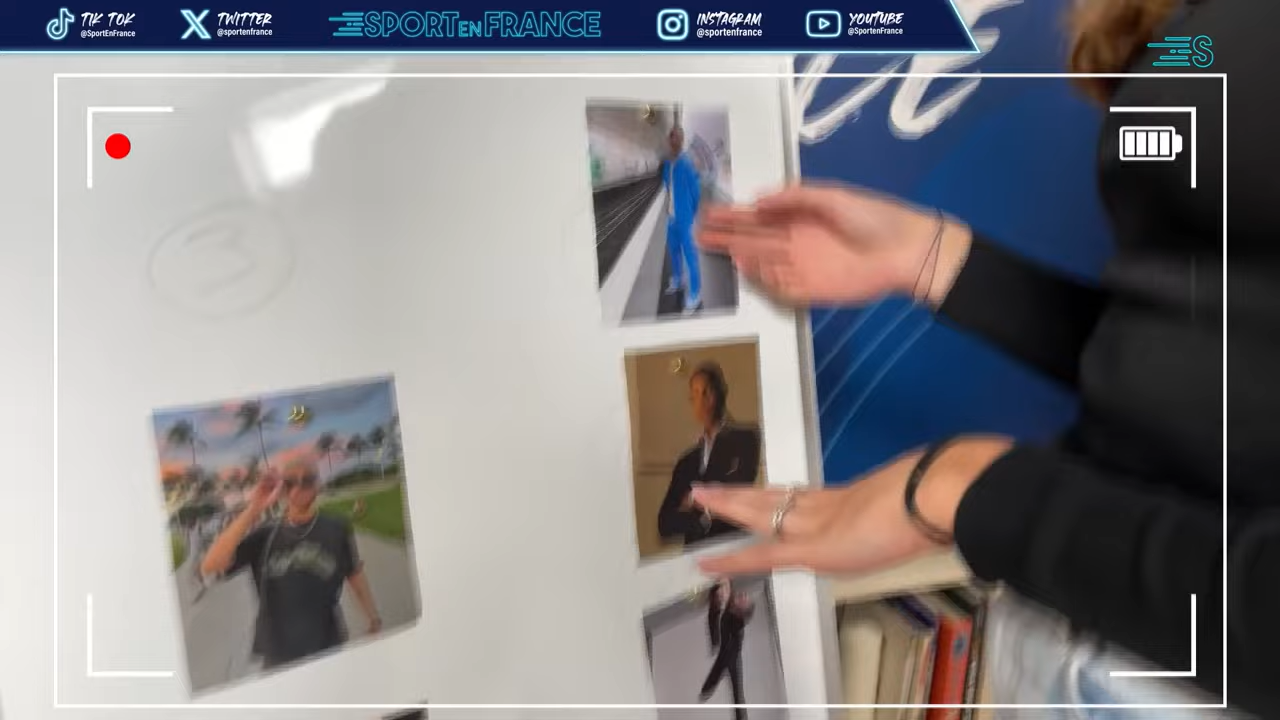 TIK TOK
@SportEnFrance
TWITTER
@sportenfrance
SPORT EN FRANCE
INSTAGRAM
@sportenfrance
YOUTUBE
@SportenFrance
S